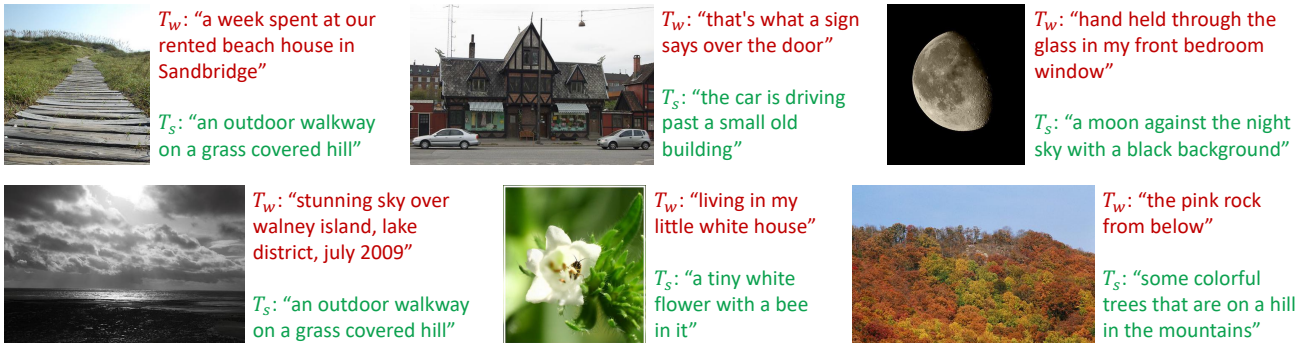 T_w: “a week spent at our
rented beach house in
Sandbridge”
T_s: “an outdoor walkway
on a grass covered hill”
T_w: “that's what a sign
says over the door”
T_s: “the car is driving
past a small old
building”
T_w: “hand held through the
glass in my front bedroom
window”
T_s: “a moon against the night
sky with a black background”
T_w: “stunning sky over
walney island, lake
district, july 2009”
T_s: “an outdoor walkway
on a grass covered hill”
T_w: “living in my
little white house”
T_s: “a tiny white
flower with a bee
in it”
T_w: “the pink rock
from below”
T_s: “some colorful
trees that are on a hill
in the mountains”